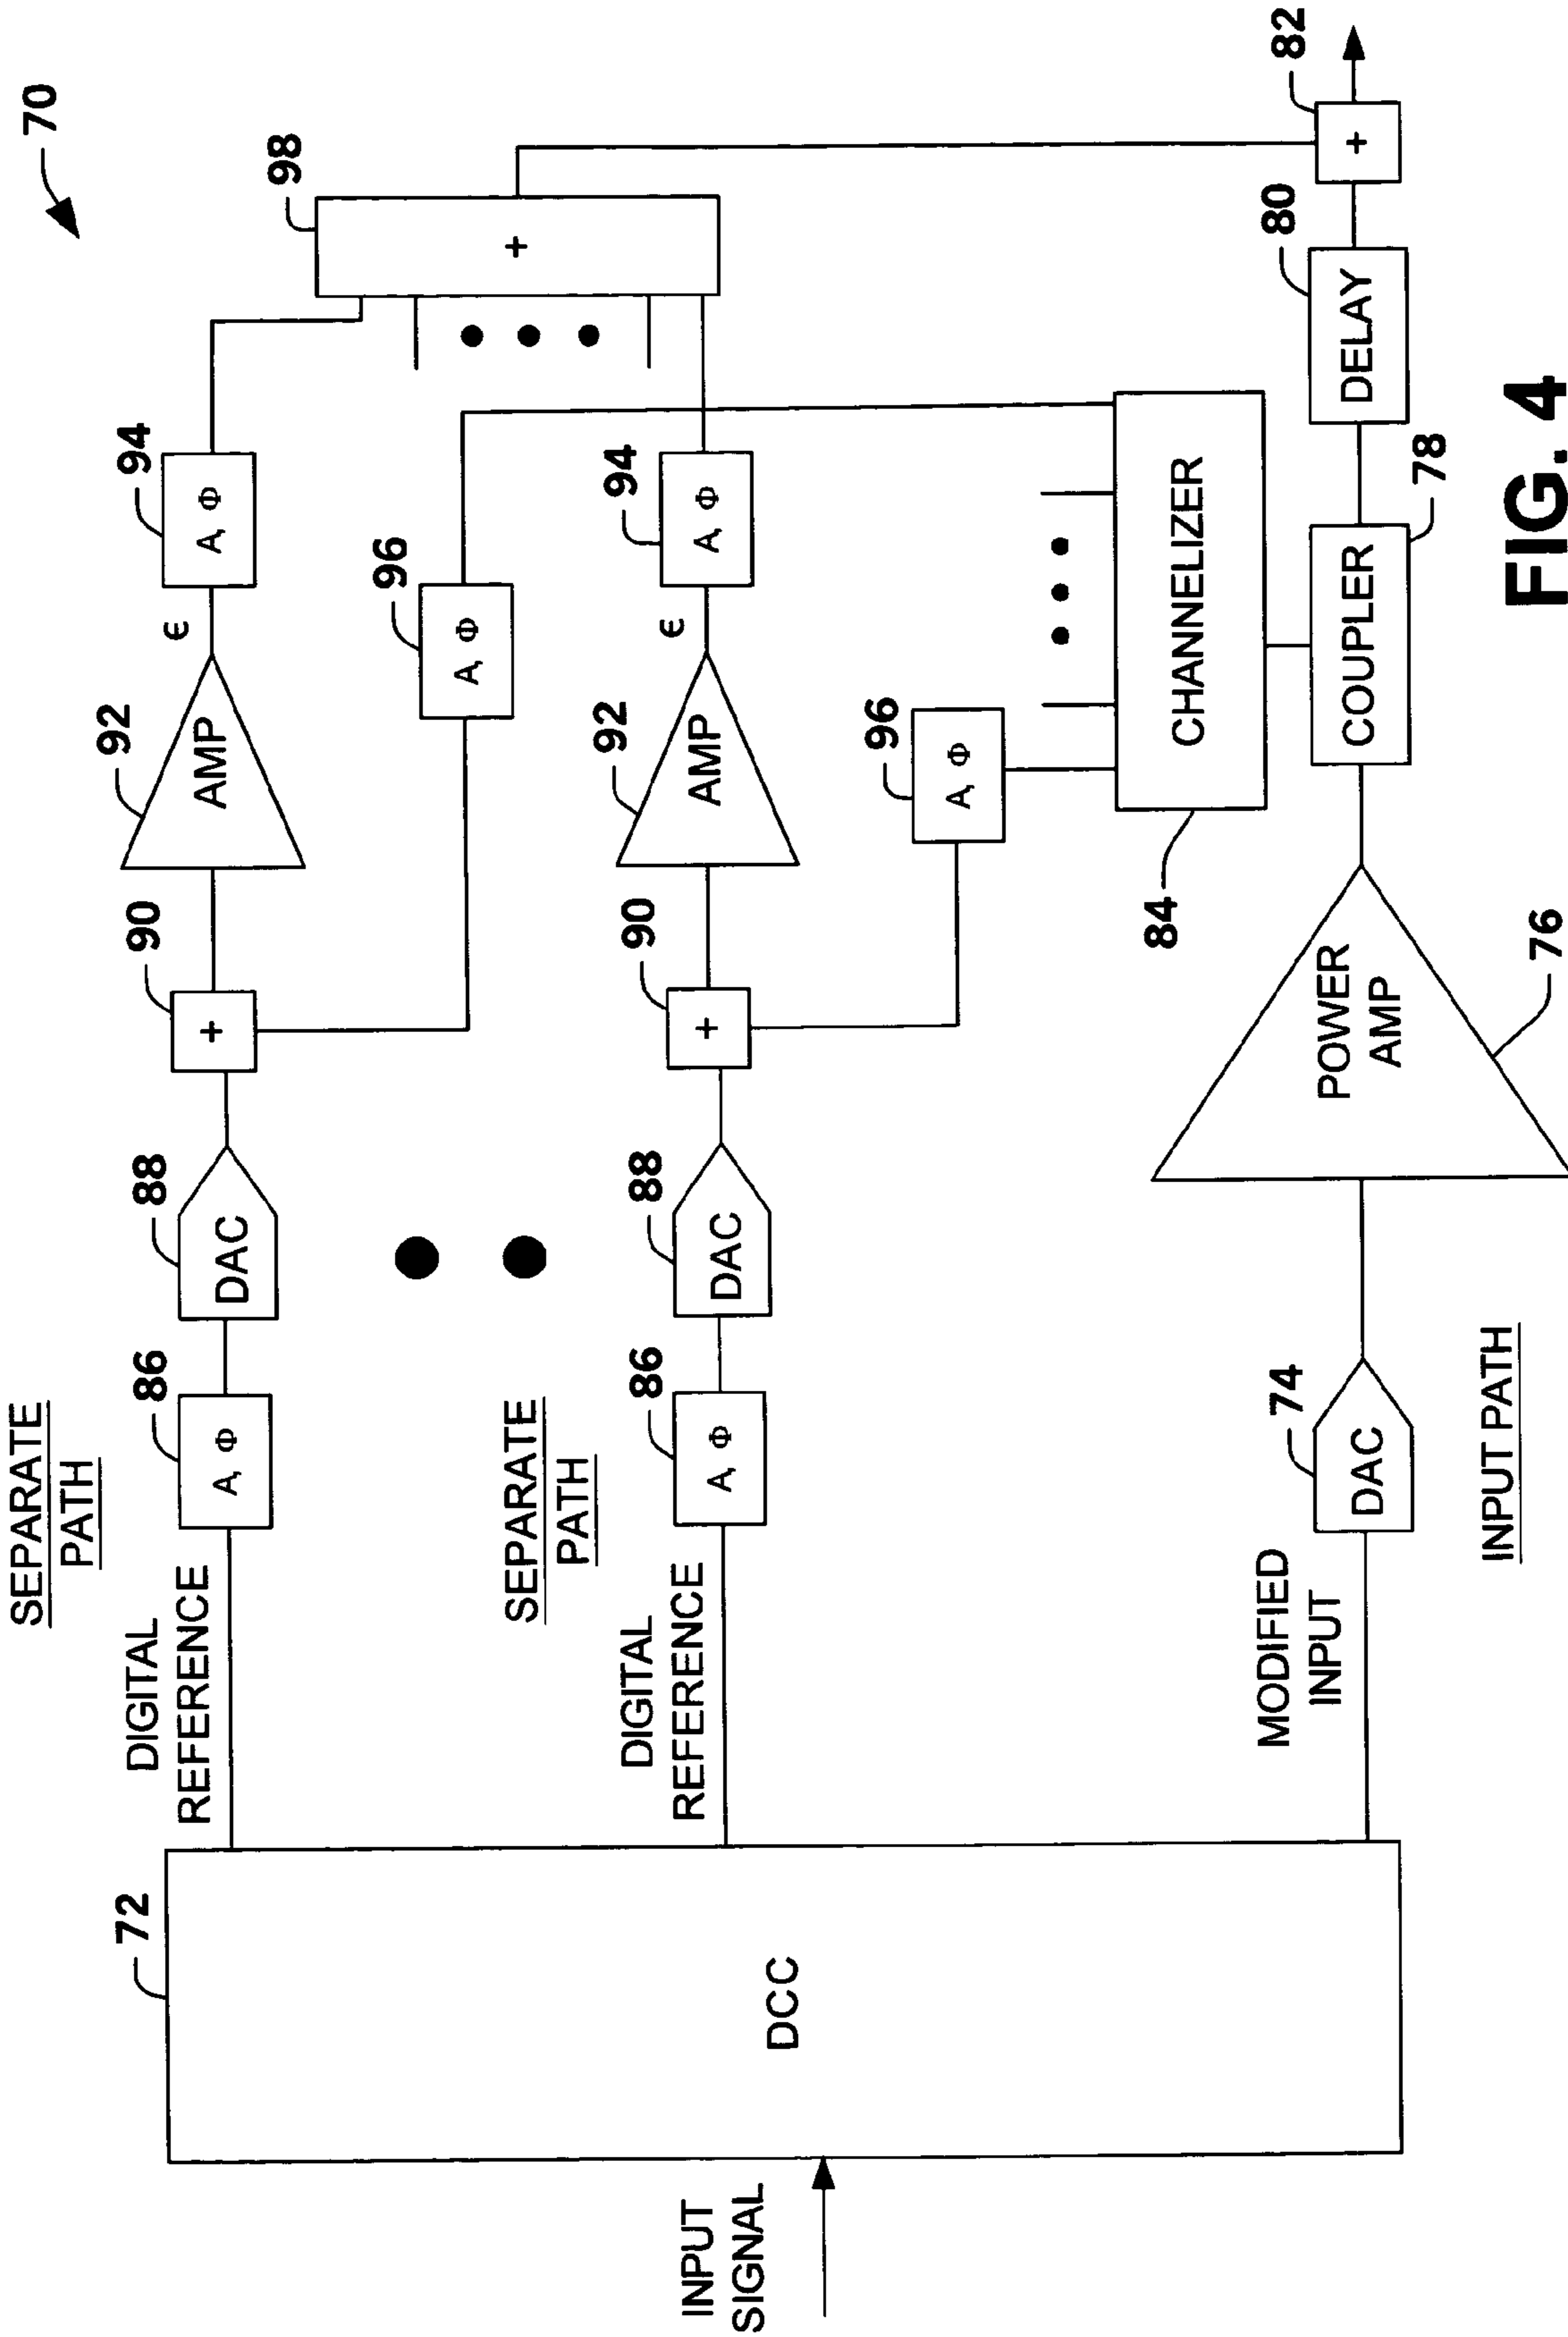 70
SEPARATE
PATH
DIGITAL
REFERENCE
86
A, Φ
88
DAC
90
+
92
AMP
ϵ
94
A, Φ
96
A, Φ
98
+
SEPARATE
PATH
DIGITAL
REFERENCE
86
A, Φ
88
DAC
90
+
92
AMP
ϵ
94
A, Φ
96
A, Φ
72
DCC
INPUT
SIGNAL
84
CHANNELIZER
MODIFIED
INPUT
74
DAC
POWER
AMP
76
COUPLER
78
DELAY
80
+
82
INPUT PATH
FIG. 4